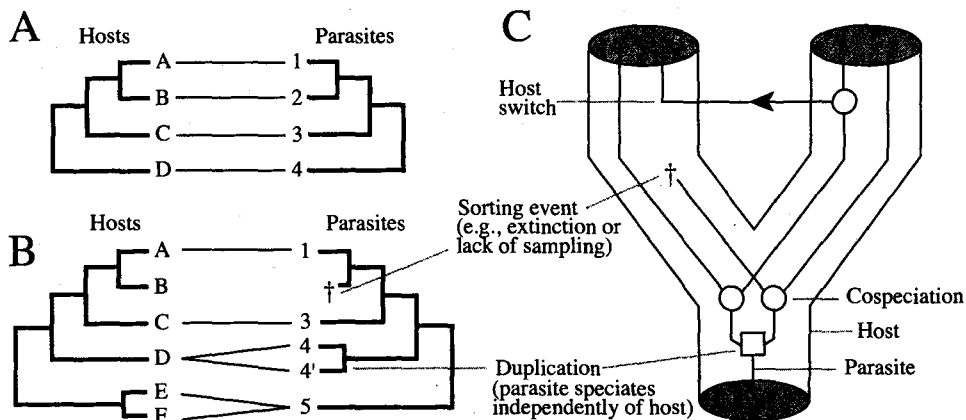 A
Hosts
Parasites
A
1
B
2
C
3
D
4
B
Hosts
Parasites
A
1
B
†
C
3
D
4
4'
E
5
F
C
Host
switch
Sorting event
(e.g., extinction or
lack of sampling)
Cospeciation
Host
Duplication
(parasite speciates
independently of host)
Parasite
†